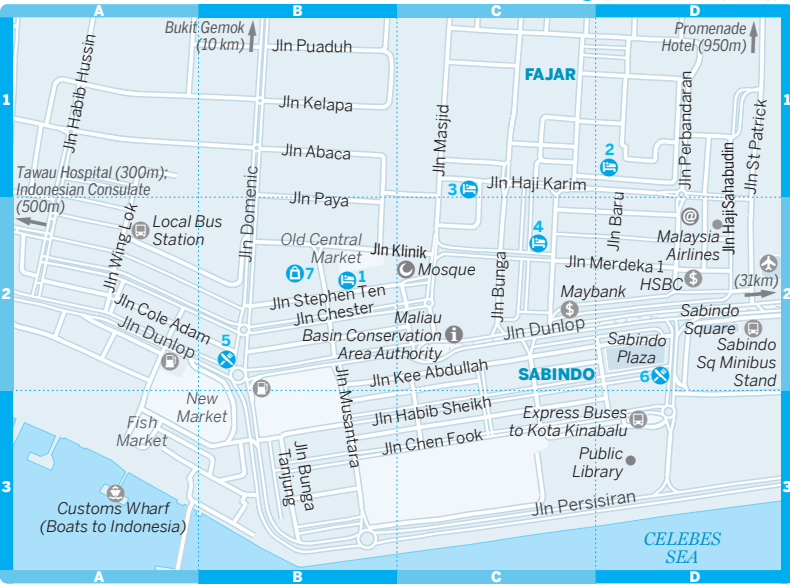 A
B
C
D
1
2
3
1
2
3
A
B
C
D
Bukit Gemok
(10 km)
Jln Puaduh
Promenade
Hotel (950m)
FAJAR
Jln Habib Hussin
Jln Kelapa
Jln Masjid
Jln Perbandaran
Jln St Patrick
Jln Abaca
2
Tawau Hospital (300m);
Indonesian Consulate
(500m)
3
Jln Haji Karim
Jln Paya
Jln Domenic
Jln Baru
Jln Haji Sahabudin
Jln Wing Lok
Local Bus
Station
4
@
Malaysia
Airlines
Old Central
Market
Jln Klinik
Mosque
7
1
Jln Bunga
Jln Merdeka 1
HSBC
$
(31km)
Jln Stephen Ten
Jln Chester
Maybank
$
Jln Cole Adam
Jln Dunlop
5
Maliau
Basin Conservation
Area Authority
i
Jln Dunlop
Sabindo
Square
Sabindo
Plaza
Sabindo
Sq Minibus
Stand
6
Jln Kee Abdullah
SABINDO
New
Market
Jln Musantara
Jln Habib Sheikh
Fish
Market
Express Buses
to Kota Kinabalu
Jln Chen Fook
Jln Bunga
Tanjung
Public
Library
Customs Wharf
(Boats to Indonesia)
Jln Persisiran
CELEBES
SEA